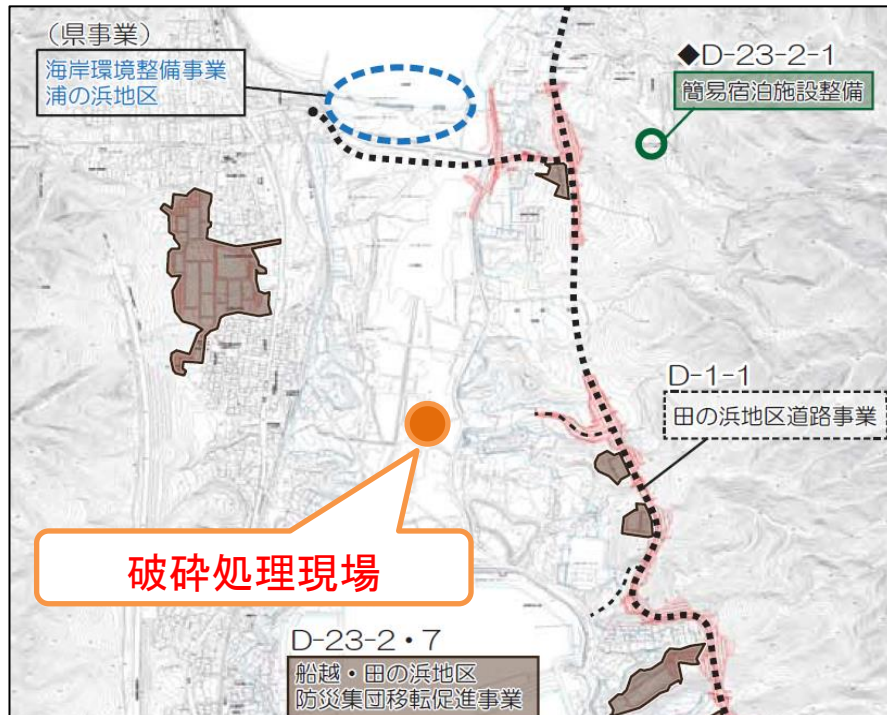 (県事業)
海岸環境整備事業
浦の浜地区
◆D-23-2-1
簡易宿泊施設整備
D-1-1
田の浜地区道路事業
破砕処理現場
D-23-2・7
船越・田の浜地区
防災集団移転促進事業